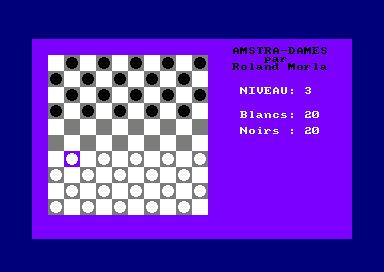 AMSTRA-DAMES
par
Roland Morla
NIVEAU: 3
Blancs: 20
Noirs : 20